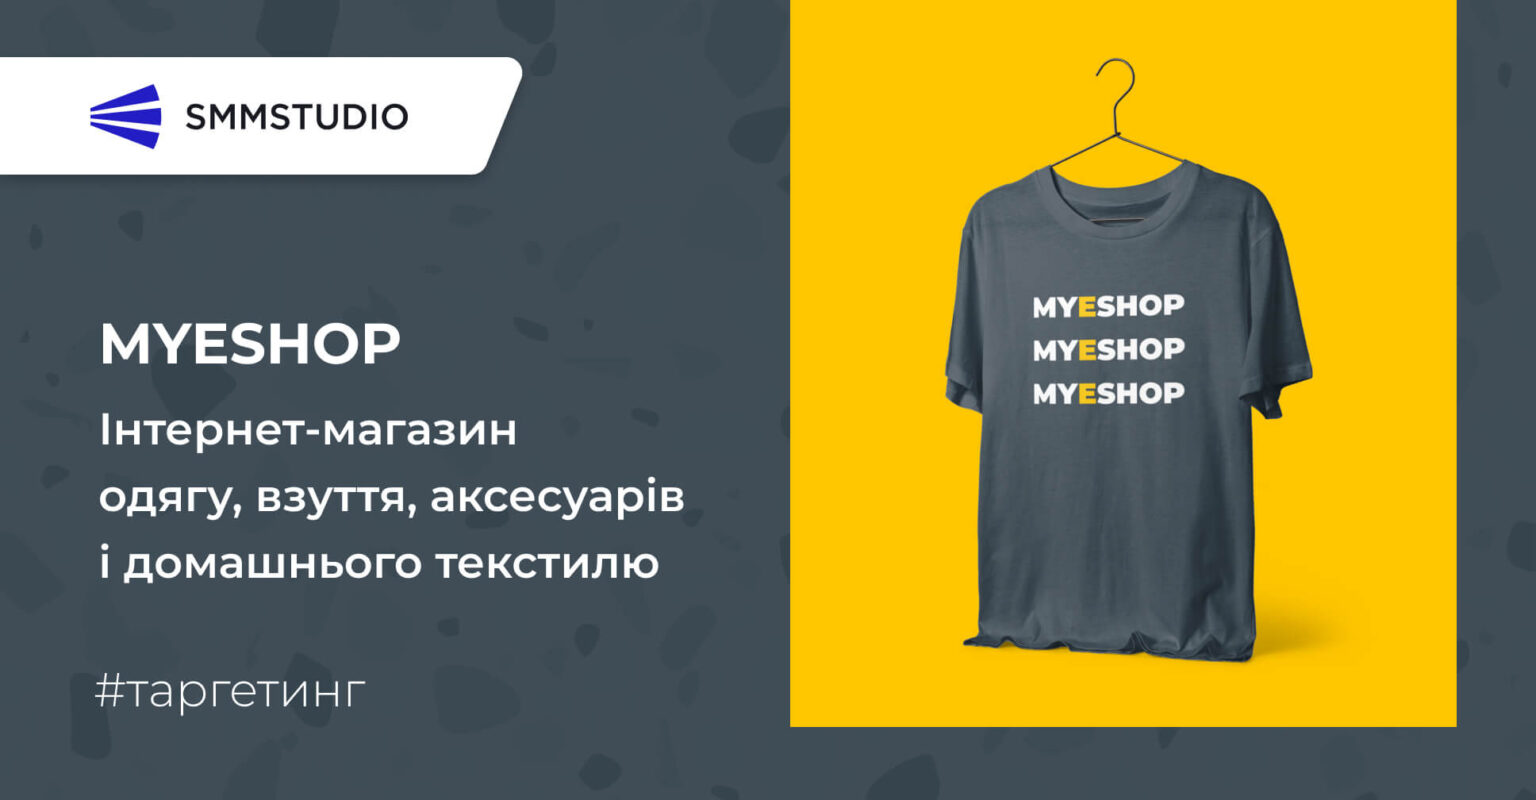 SMMSTUDIO
MYESHOP
Інтернет-магазин
одягу, взуття, аксесуарів
і домашнього текстилю
#таргетинг
MYESHOP
MYESHOP
MYESHOP